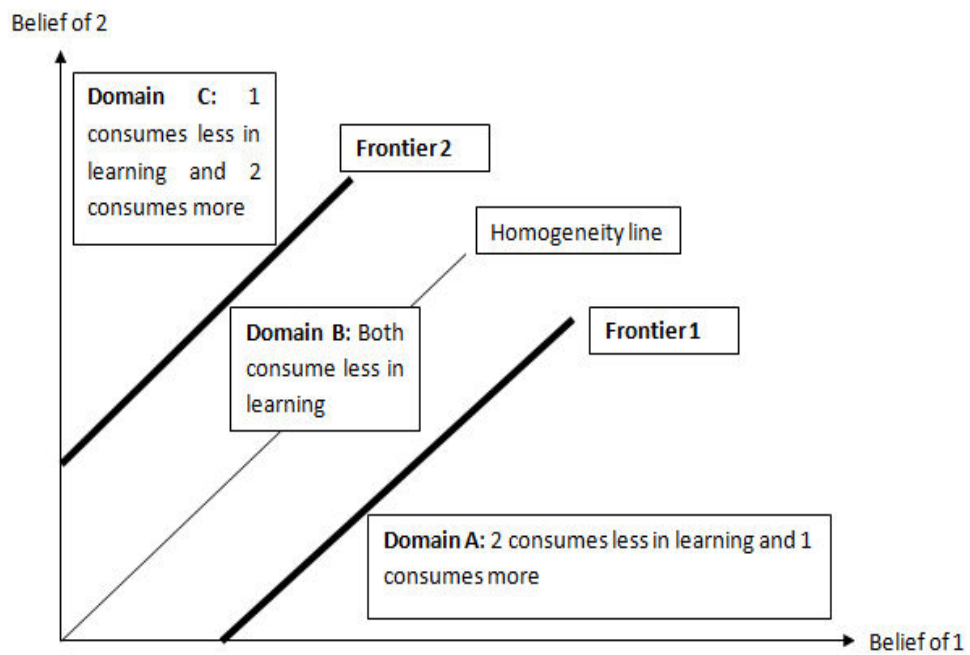 Belief of 2
Domain C: 1
consumes less in
learning and 2
consumes more
Frontier 2
Homogeneity line
Domain B: Both
consume less in
learning
Frontier 1
Domain A: 2 consumes less in learning and 1
consumes more
Belief of 1